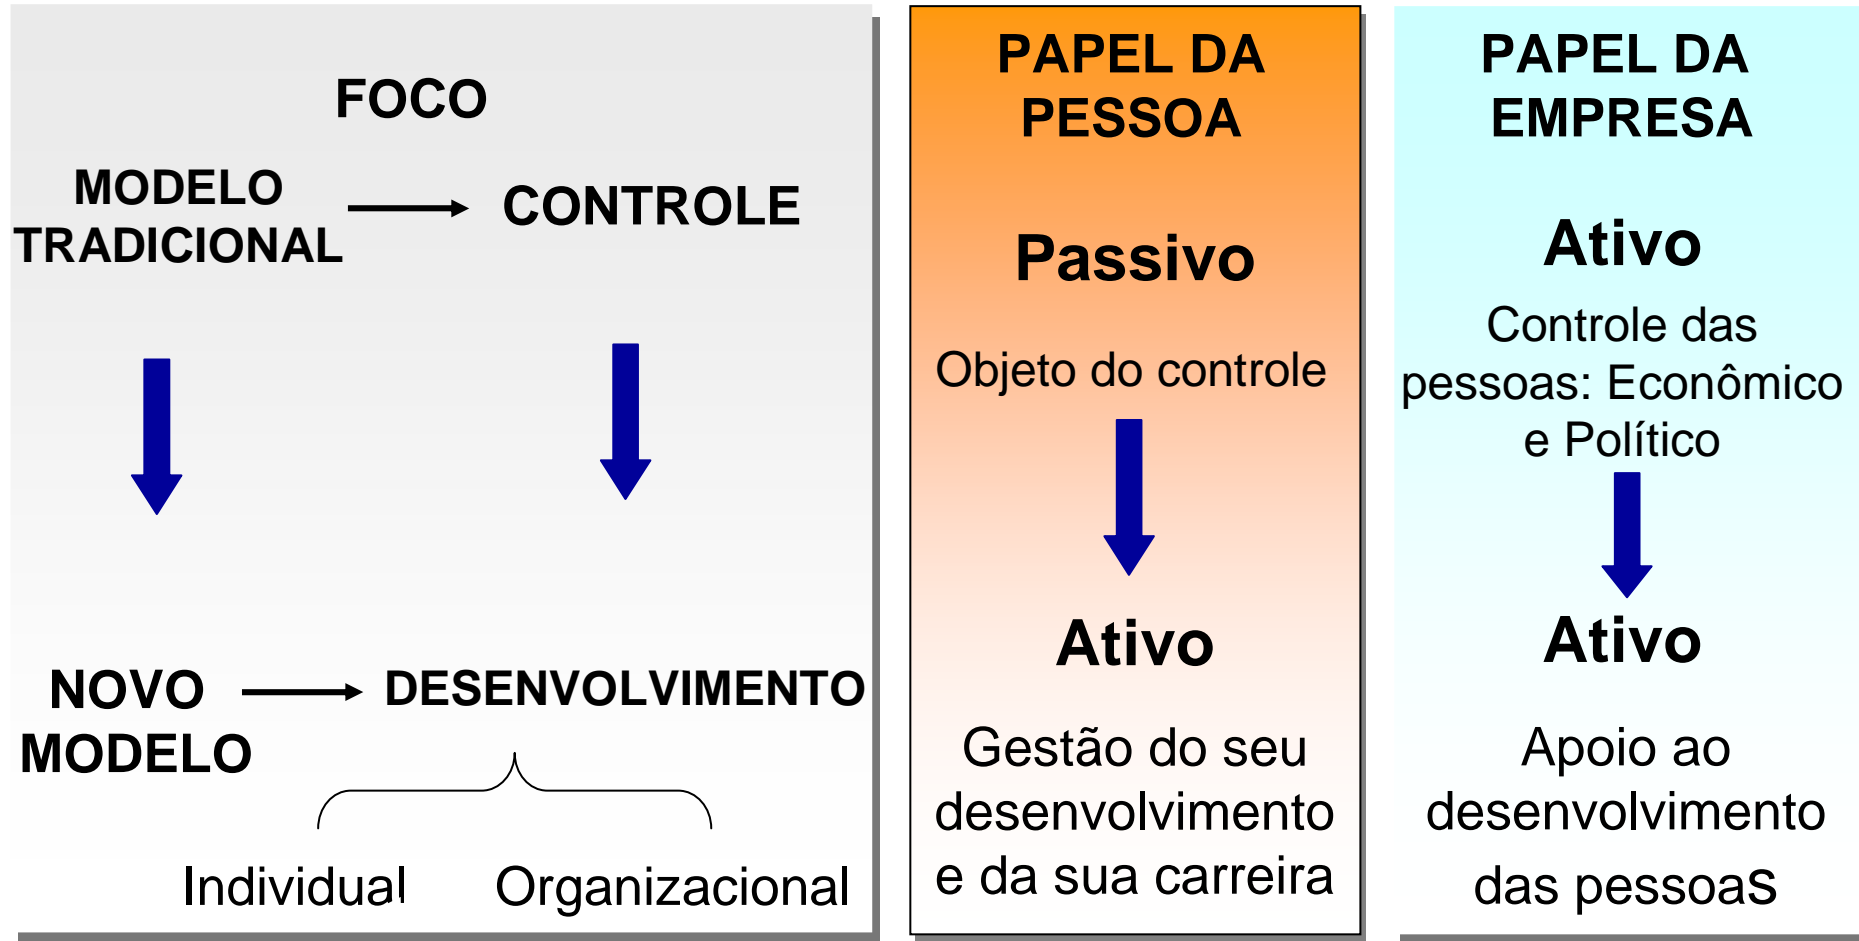 FOCO
MODELO
TRADICIONAL
CONTROLE
NOVO
MODELO
DESENVOLVIMENTO
Individual
Organizacional
PAPEL DA
PESSOA
Passivo
Objeto do controle
Ativo
Gestão do seu
desenvolvimento
e da sua carreira
PAPEL DA
EMPRESA
Ativo
Controle das
pessoas: Econômico
e Político
Ativo
Apoio ao
desenvolvimento
das pessoas